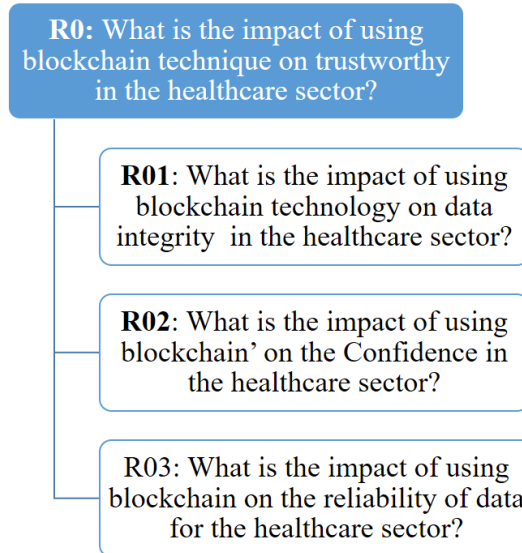 R0: What is the impact of using
blockchain technique on trustworthy
in the healthcare sector?
R01: What is the impact of using
blockchain technology on data
integrity in the healthcare sector?
R02: What is the impact of using
blockchain’ on the Confidence in
the healthcare sector?
R03: What is the impact of using
blockchain on the reliability of data
for the healthcare sector?